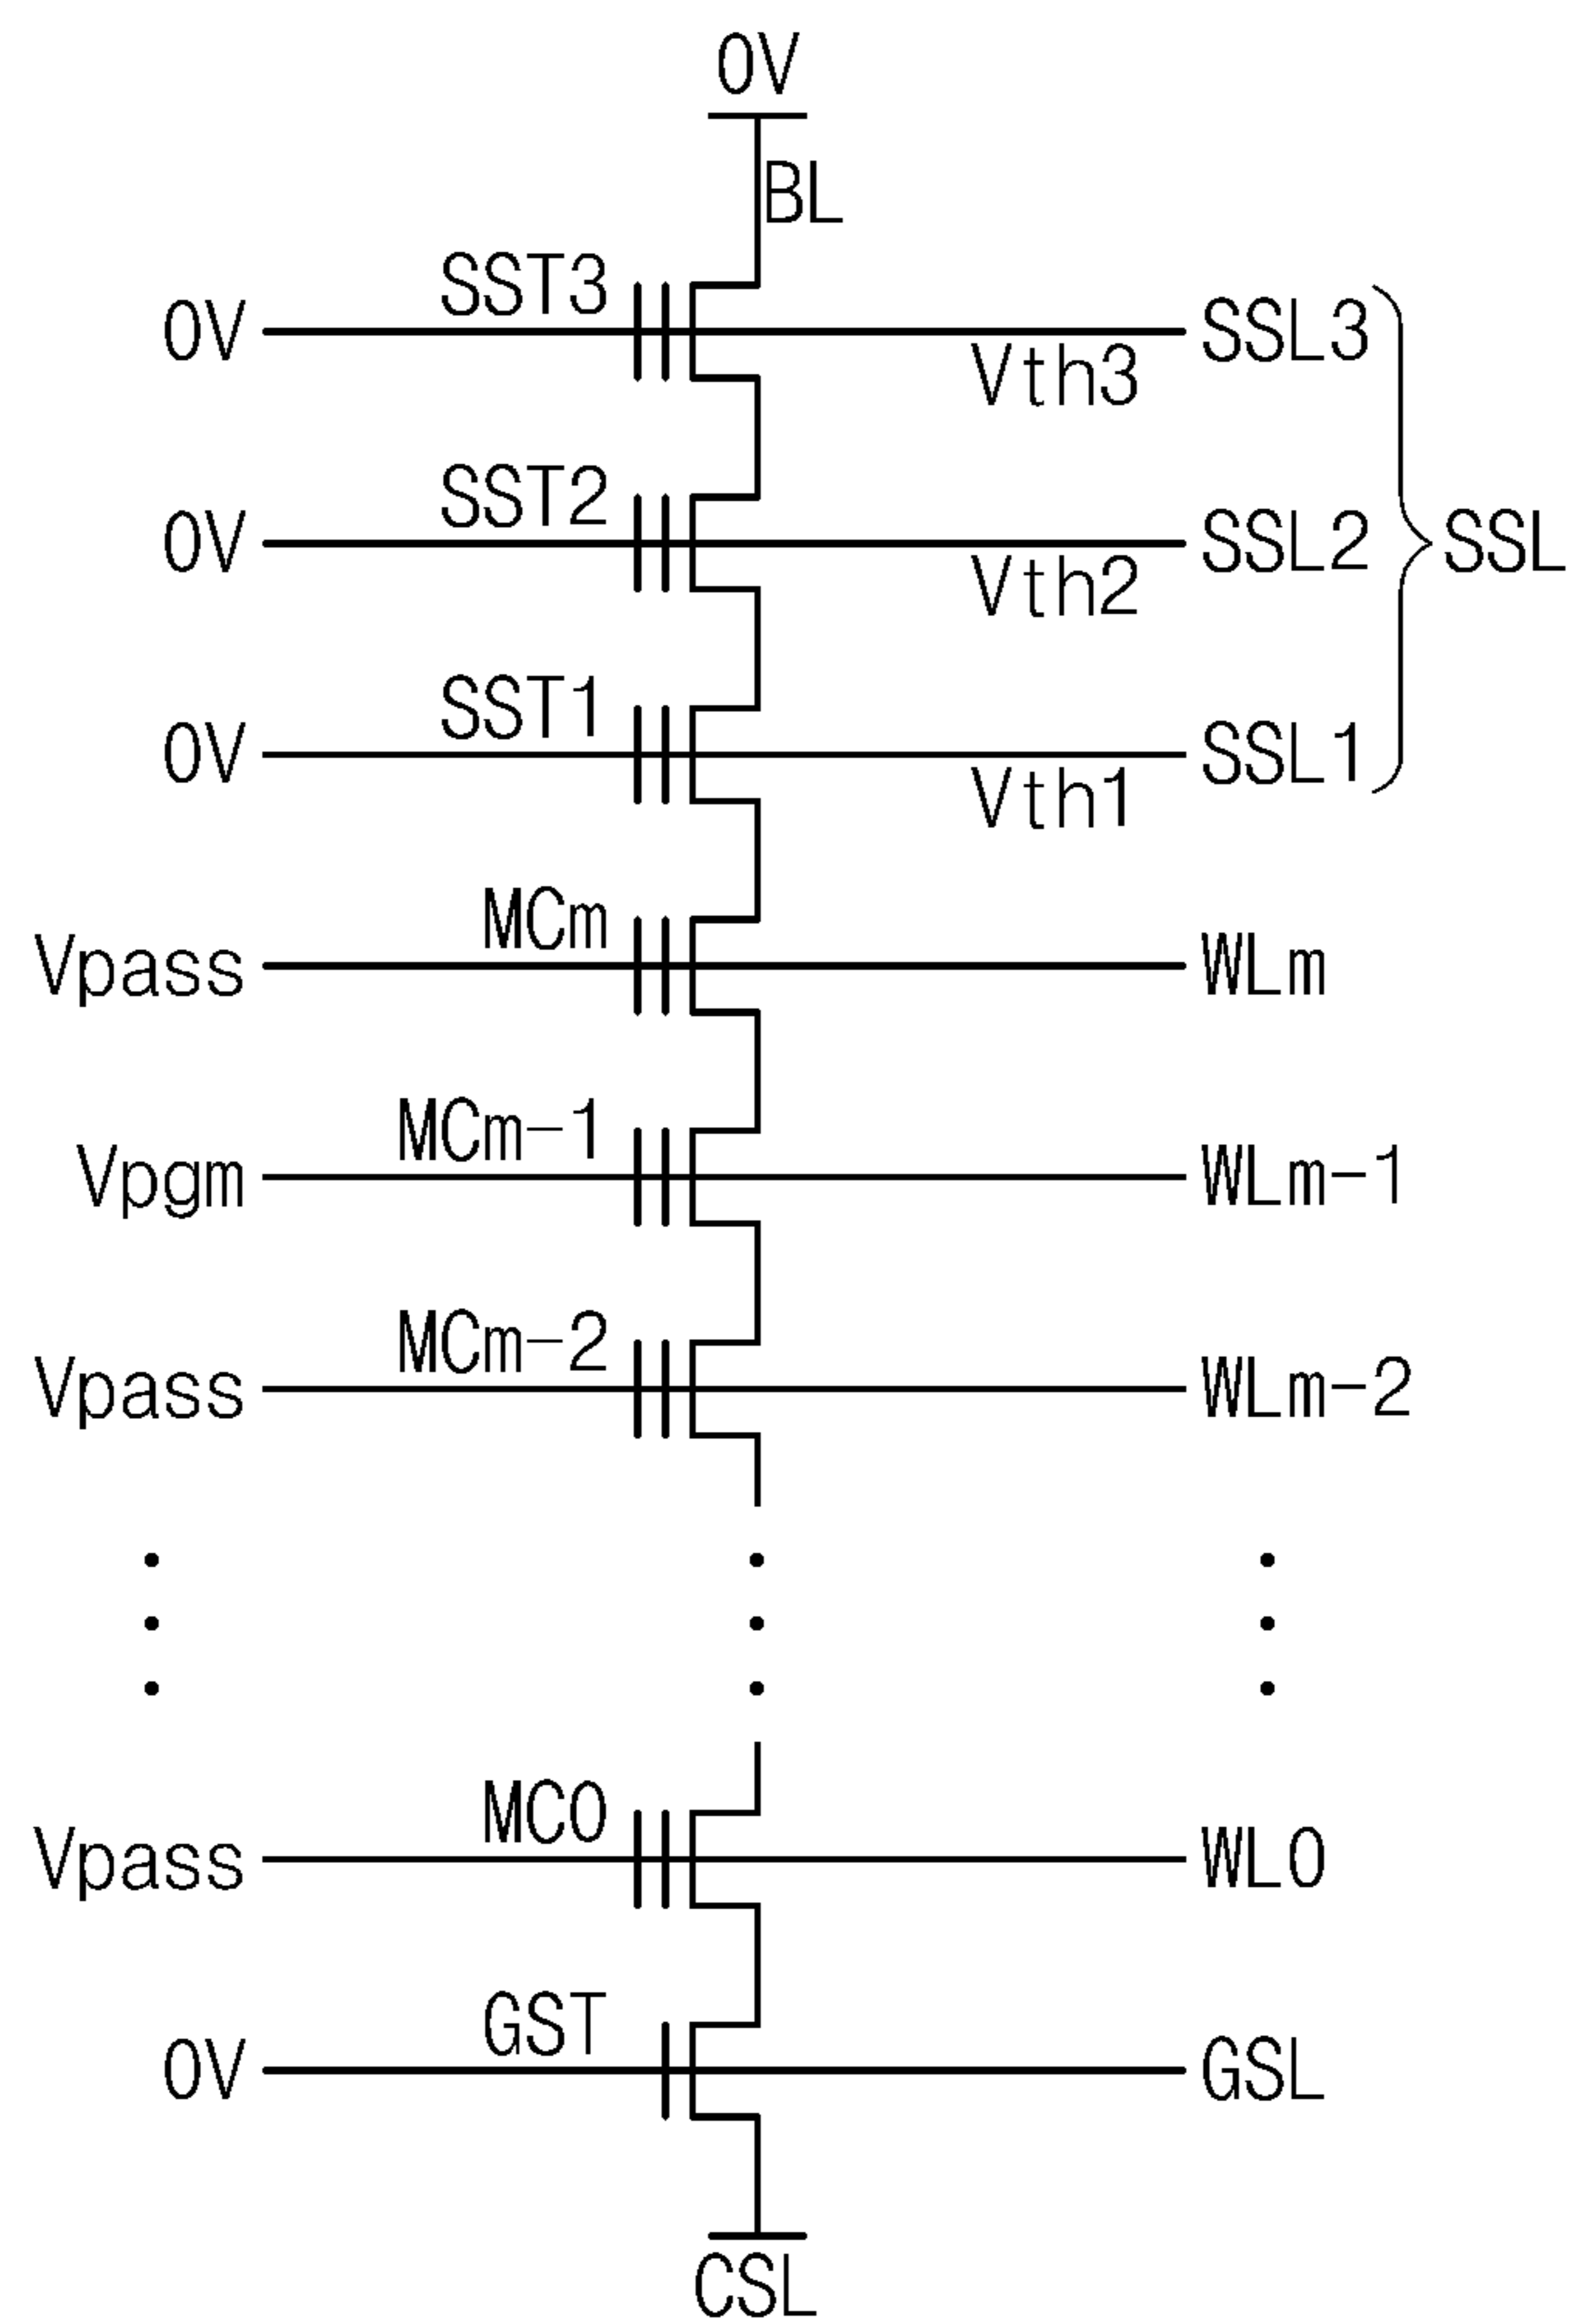 0V
BL
SST3
0V
SSL3
Vth3
SST2
0V
SSL2
SSL
Vth2
SST1
0V
SSL1
Vth1
MCm
Vpass
WLm
MCm-1
Vpgm
WLm-1
MCm-2
Vpass
WLm-2
MC0
Vpass
WL0
GST
0V
GSL
CSL